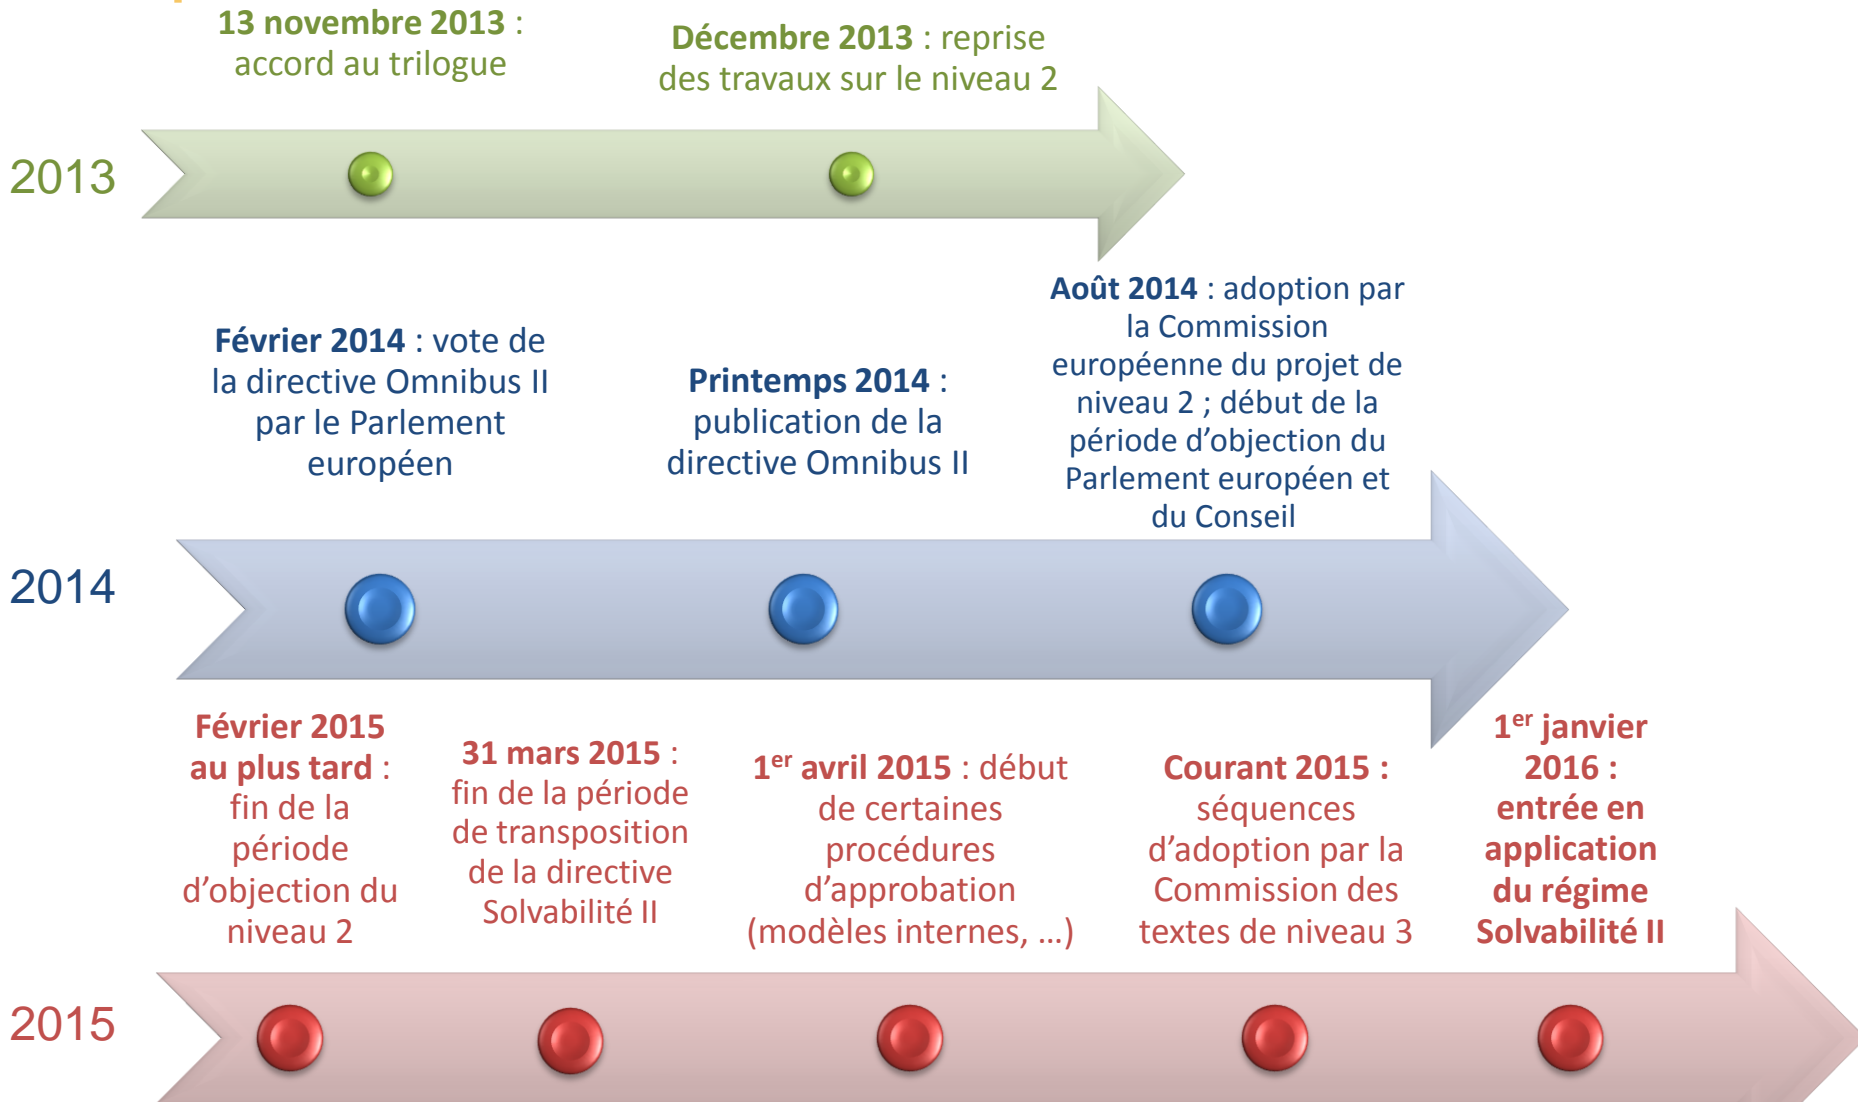 13 novembre 2013 :
accord au trilogue
Décembre 2013 : reprise
des travaux sur le niveau 2
2013
Février 2014 : vote de
la directive Omnibus II
par le Parlement
européen
Printemps 2014 :
publication de la
directive Omnibus II
Août 2014 : adoption par
la Commission
européenne du projet de
niveau 2 ; début de la
période d’objection du
Parlement européen et
du Conseil
2014
Février 2015
au plus tard :
fin de la
période
d’objection du
niveau 2
31 mars 2015 :
fin de la période
de transposition
de la directive
Solvabilité II
1er avril 2015 : début
de certaines
procédures
d’approbation
(modèles internes, …)
Courant 2015 :
séquences
d’adoption par la
Commission des
textes de niveau 3
1er janvier
2016 :
entrée en
application
du régime
Solvabilité II
2015